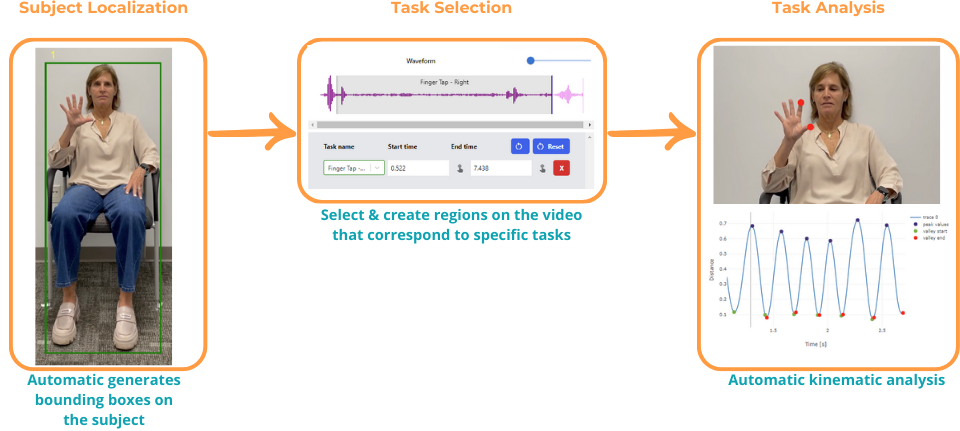 Subject Localization
Task Selection
Task Analysis
1
Waveform
Finger Tap - Right
Task name
Start time
End time
Reset
Finger Tap -...
0.522
7.438
X
Select & create regions on the video
that correspond to specific tasks
Automatic generates
bounding boxes on
the subject
trace 0
peak values
valley start
valley end
0.7
0.6
0.5
0.4
0.3
0.2
0.1
Distance
1.5
2
2.5
Time [s]
Automatic kinematic analysis